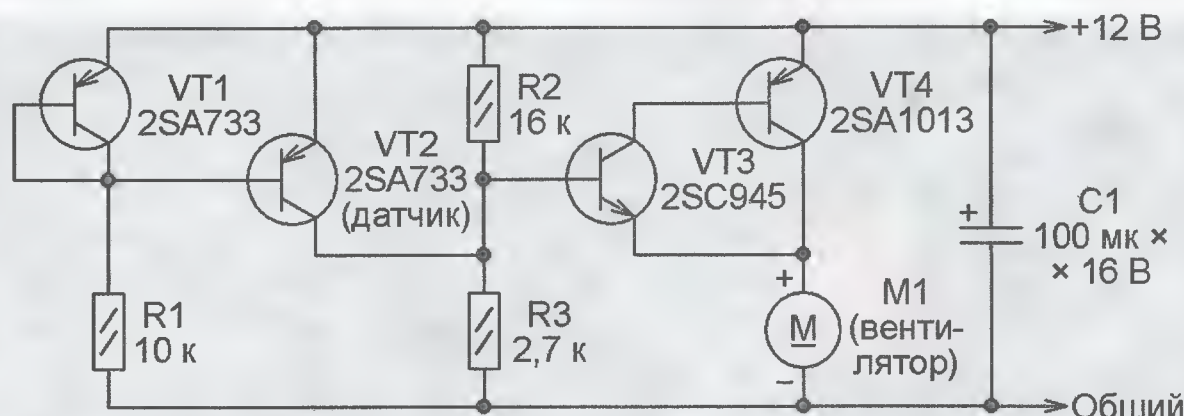 +12 В
VT1
2SA733
VT2
2SA733
(датчик)
R2
16 к
VT3
2SC945
VT4
2SA1013
+
C1
100 мк ×
× 16 В
R1
10 к
R3
2,7 к
+
M
−
M1
(венти-
лятор)
Общий